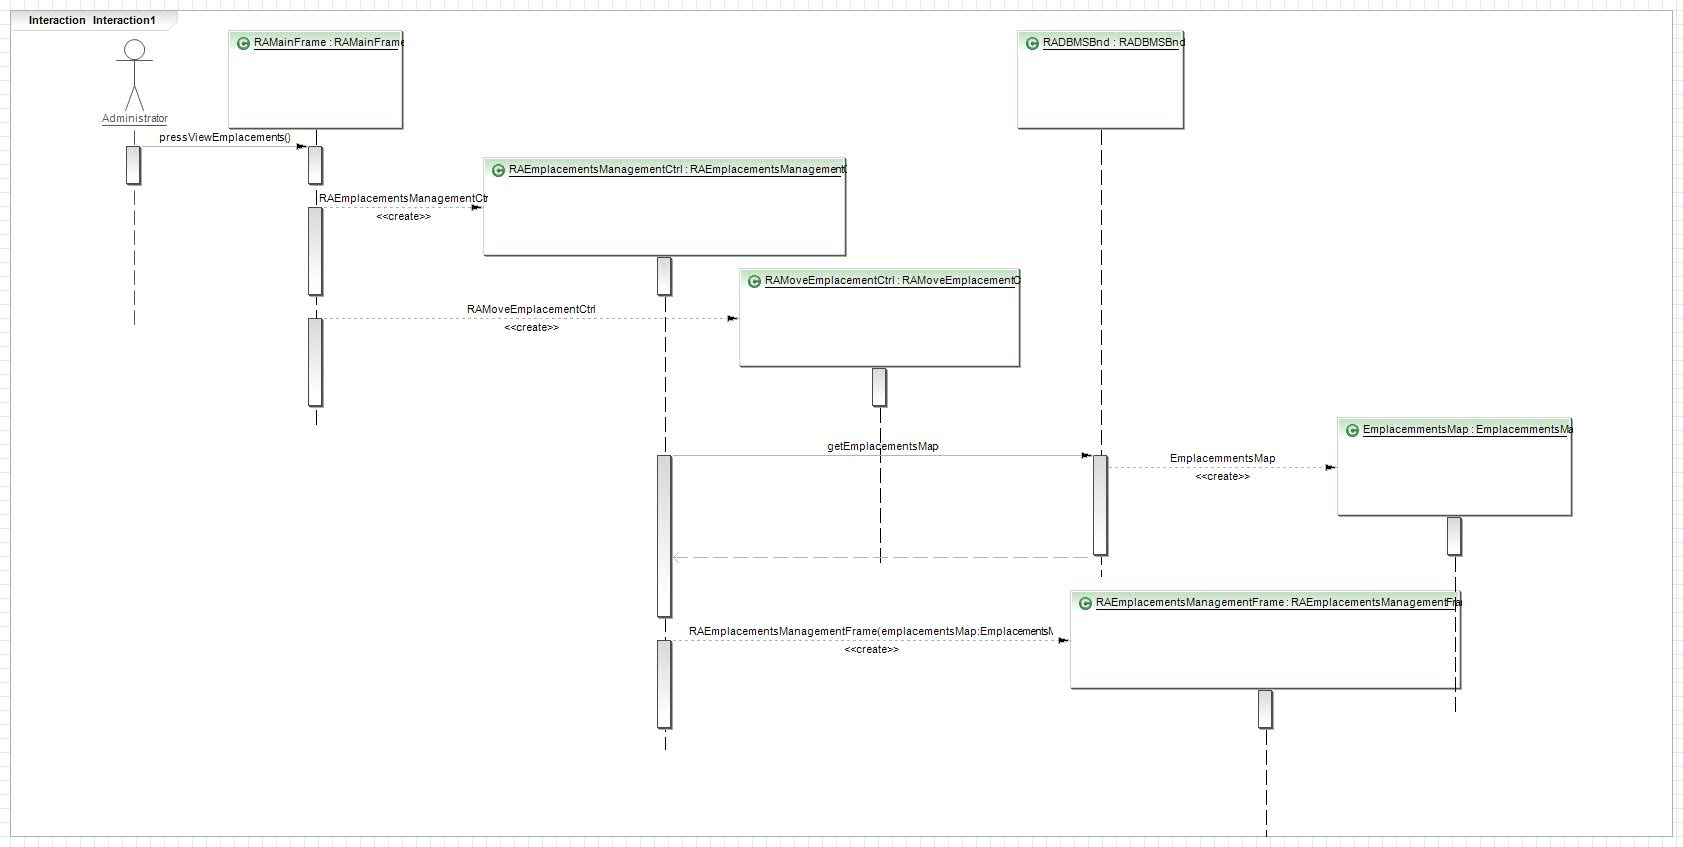 Interaction Interaction1
RAMainFrame : RAMainFrame
RADBMSBnd : RADBMSBnd
Administrator
pressViewEmplacements()
RAEmplacementsManagementCtrl : RAEmplacementsManagementC
RAEmplacementsManagementCtr
<<create>>
RAMoveEmplacementCtrl : RAMoveEmplacementC
RAMoveEmplacementCtrl
<<create>>
getEmplacementsMap
EmplacemmentsMap : EmplacemmentsMa
EmplacemmentsMap
<<create>>
RAEmplacementsManagementFrame : RAEmplacementsManagementFra
RAEmplacementsManagementFrame(emplacementsMap:EmplacementsM
<<create>>